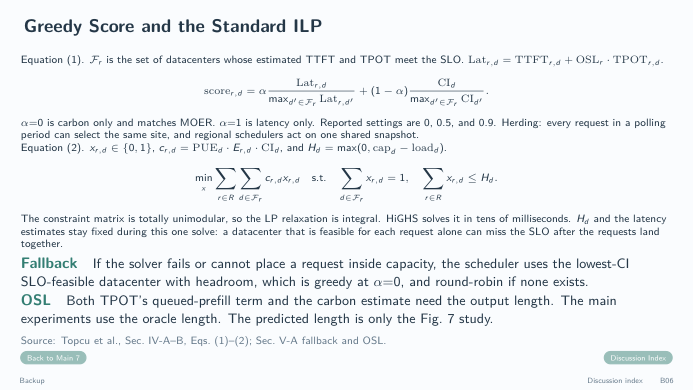 Greedy Score and the Standard ILP
Equation (1). ℱ_r is the set of datacenters whose estimated TTFT and TPOT meet the SLO. Lat_{r,d} = TTFT_{r,d} + OSL_r · TPOT_{r,d}.
score_{r,d} = α Lat_{r,d} / max_{d′∈ℱ_r} Lat_{r,d′} + (1 − α) CI_d / max_{d′∈ℱ_r} CI_{d′} .
α=0 is carbon only and matches MOER. α=1 is latency only. Reported settings are 0, 0.5, and 0.9. Herding: every request in a polling
period can select the same site, and regional schedulers act on one shared snapshot.
Equation (2). x_{r,d} ∈ {0, 1}, c_{r,d} = PUE_d · E_{r,d} · CI_d, and H_d = max(0, cap_d − load_d).
min_x ∑_{r∈R} ∑_{d∈ℱ_r} c_{r,d} x_{r,d} s.t. ∑_{d∈ℱ_r} x_{r,d} = 1, ∑_{r∈R} x_{r,d} ≤ H_d.
The constraint matrix is totally unimodular, so the LP relaxation is integral. HiGHS solves it in tens of milliseconds. H_d and the latency
estimates stay fixed during this one solve: a datacenter that is feasible for each request alone can miss the SLO after the requests land
together.
Fallback If the solver fails or cannot place a request inside capacity, the scheduler uses the lowest-CI
SLO-feasible datacenter with headroom, which is greedy at α=0, and round-robin if none exists.
OSL Both TPOT's queued-prefill term and the carbon estimate need the output length. The main
experiments use the oracle length. The predicted length is only the Fig. 7 study.
Source: Topcu et al., Sec. IV-A–B, Eqs. (1)–(2); Sec. V-A fallback and OSL.
Back to Main 7
Discussion Index
Backup
Discussion index B06